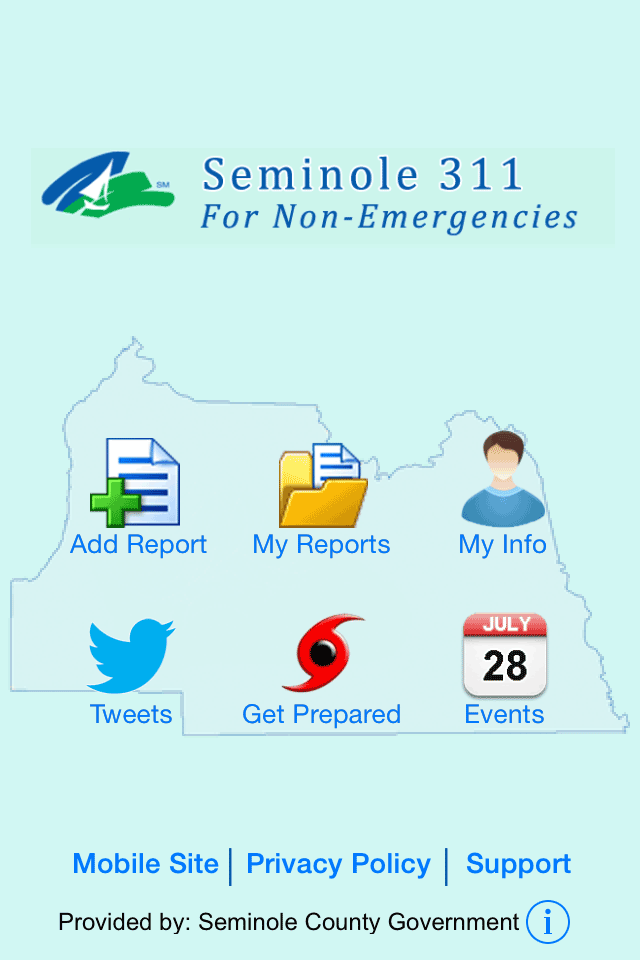 SM
Seminole 311
For Non-Emergencies
Add Report
My Reports
My Info
JULY
28
Tweets
Get Prepared
Events
Mobile Site | Privacy Policy | Support
Provided by: Seminole County Government i